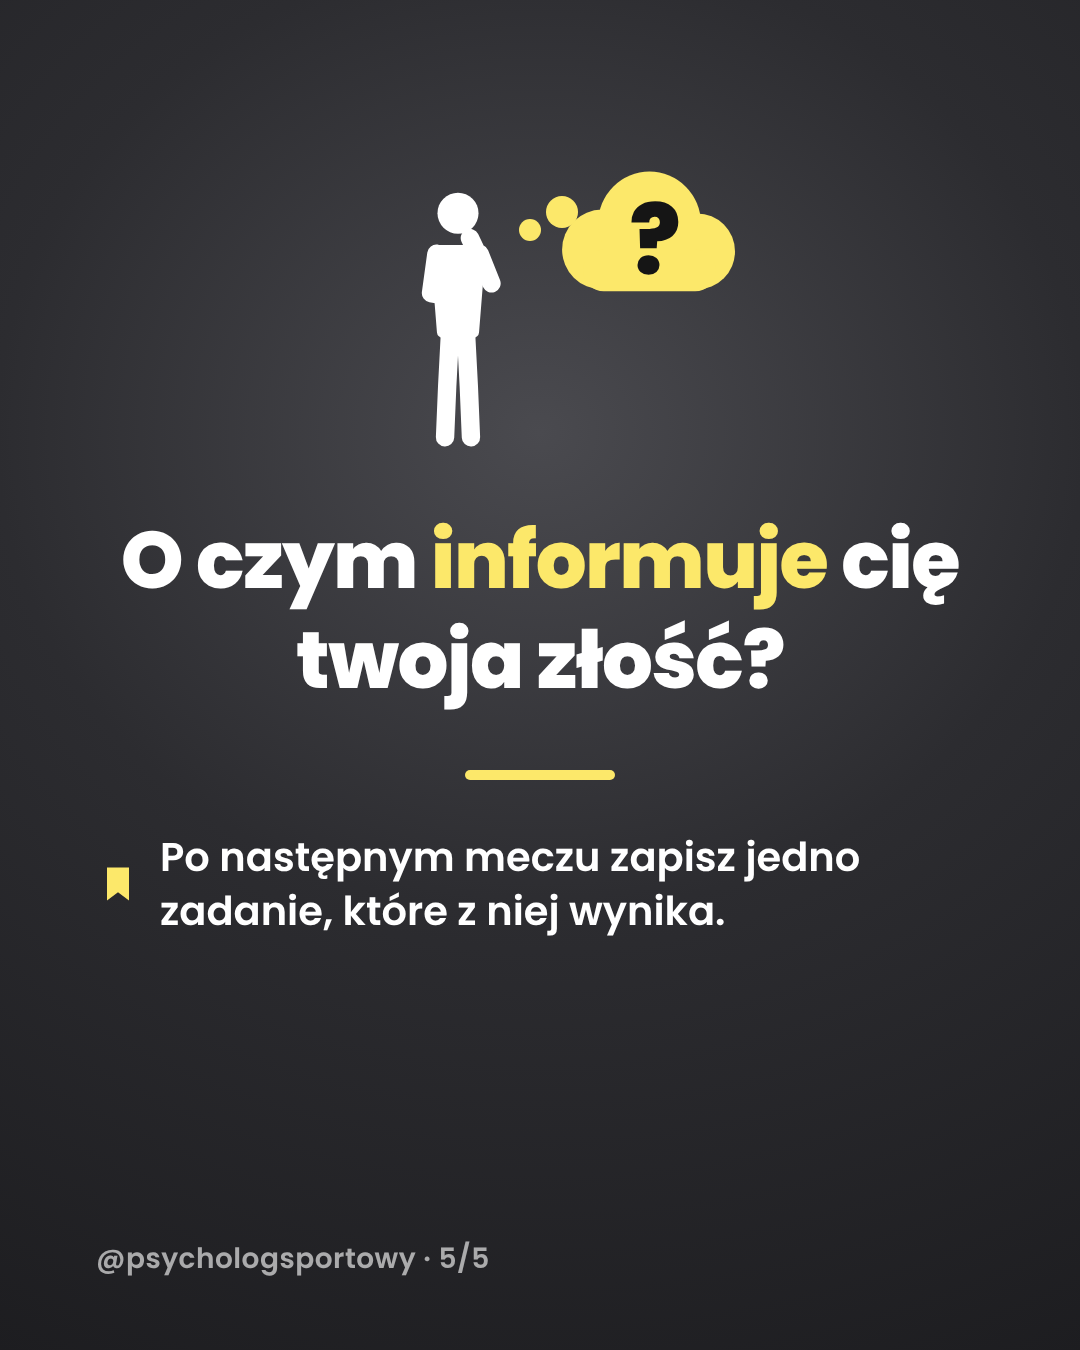 ?
O czym informuje cię
twoja złość?
Po następnym meczu zapisz jedno
zadanie, które z niej wynika.
@psychologsportowy · 5/5